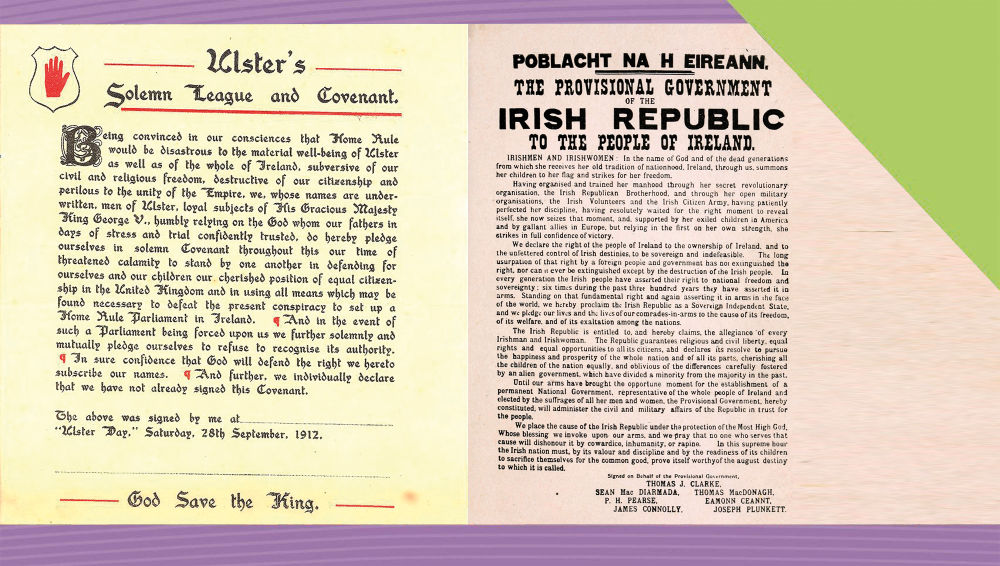 Ulster's
Solemn League and Covenant.
Being convinced in our consciences that Home Rule
would be disastrous to the material well-being of Ulster
as well as of the whole of Ireland, subversive of our
civil and religious freedom, destructive of our citizenship and
perilous to the unity of the Empire, we, whose names are under-
written, men of Ulster, loyal subjects of His Gracious Majesty
King George V., humbly relying on the God whom our fathers in
days of stress and trial confidently trusted, do hereby pledge
ourselves in solemn Covenant throughout this our time of
threatened calamity to stand by one another in defending for
ourselves and our children our cherished position of equal citizen-
ship in the United Kingdom and in using all means which may be
found necessary to defeat the present conspiracy to set up a
Home Rule Parliament in Ireland. ¶ And in the event of
such a Parliament being forced upon us we further solemnly and
mutually pledge ourselves to refuse to recognise its authority.
¶ In sure confidence that God will defend the right we hereto
subscribe our names. ¶ And further, we individually declare
that we have not already signed this Covenant.
The above was signed by me at
"Ulster Day," Saturday, 28th September, 1912.
God Save the King.
POBLACHT NA H EIREANN.
THE PROVISIONAL GOVERNMENT
OF THE
IRISH REPUBLIC
TO THE PEOPLE OF IRELAND.
IRISHMEN AND IRISHWOMEN: In the name of God and of the dead generations
from which she receives her old tradition of nationhood, Ireland, through us, summons
her children to her flag and strikes for her freedom.
Having organised and trained her manhood through her secret revolutionary
organisation, the Irish Republican Brotherhood, and through her open military
organisations, the Irish Volunteers and the Irish Citizen Army, having patiently
perfected her discipline, having resolutely waited for the right moment to reveal
itself, she now seizes that moment, and, supported by her exiled children in America
and by gallant allies in Europe, but relying in the first on her own strength, she
strikes in full confidence of victory.
We declare the right of the people of Ireland to the ownership of Ireland, and to
the unfettered control of Irish destinies, to be sovereign and indefeasible. The long
usurpation of that right by a foreign people and government has not extinguished the
right, nor can it ever be extinguished except by the destruction of the Irish people. In
every generation the Irish people have asserted their right to national freedom and
sovereignty; six times during the past three hundred years they have asserted it in
arms. Standing on that fundamental right and again asserting it in arms in the face
of the world, we hereby proclaim the Irish Republic as a Sovereign Independent State,
and we pledge our lives and the lives of our comrades-in-arms to the cause of its freedom,
of its welfare, and of its exaltation among the nations.
The Irish Republic is entitled to, and hereby claims, the allegiance of every
Irishman and Irishwoman. The Republic guarantees religious and civil liberty, equal
rights and equal opportunities to all its citizens, and declares its resolve to pursue
the happiness and prosperity of the whole nation and of all its parts, cherishing all
the children of the nation equally, and oblivious of the differences carefully fostered
by an alien government, which have divided a minority from the majority in the past.
Until our arms have brought the opportune moment for the establishment of a
permanent National Government, representative of the whole people of Ireland and
elected by the suffrages of all her men and women, the Provisional Government, hereby
constituted, will administer the civil and military affairs of the Republic in trust for
the people.
We place the cause of the Irish Republic under the protection of the Most High God,
Whose blessing we invoke upon our arms, and we pray that no one who serves that
cause will dishonour it by cowardice, inhumanity, or rapine. In this supreme hour
the Irish nation must, by its valour and discipline and by the readiness of its children
to sacrifice themselves for the common good, prove itself worthy of the august destiny
to which it is called.
Signed on Behalf of the Provisional Government,
THOMAS J. CLARKE,
SEAN Mac DIARMADA, THOMAS MacDONAGH,
P. H. PEARSE, EAMONN CEANNT,
JAMES CONNOLLY. JOSEPH PLUNKETT.